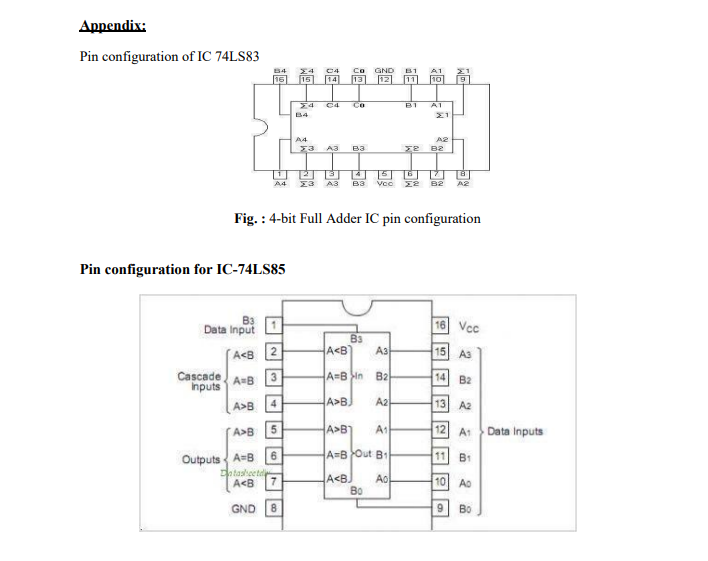 Appendix:
Pin configuration of IC 74LS83
B4 Σ4 C4 C0 GND B1 A1 Σ1
16 15 14 13 12 11 10 9
Σ4 C4 C0 B1 A1
B4 Σ1
A4 A2
Σ3 A3 B3 Σ2 B2
1 2 3 4 5 6 7 8
A4 Σ3 A3 B3 Vcc Σ2 B2 A2
Fig. : 4-bit Full Adder IC pin configuration
Pin configuration for IC-74LS85
B3
Data Input 1 16 Vcc
B3
A<B 2 A<B A3 15 A3
Cascade
Inputs
A=B 3 A=B In B2 14 B2
A>B 4 A>B A2 13 A2
A>B 5 A>B A1 12 A1 Data Inputs
Outputs A=B 6 A=B Out B1 11 B1
A<B 7 A<B A0 10 A0
B0
GND 8 9 B0